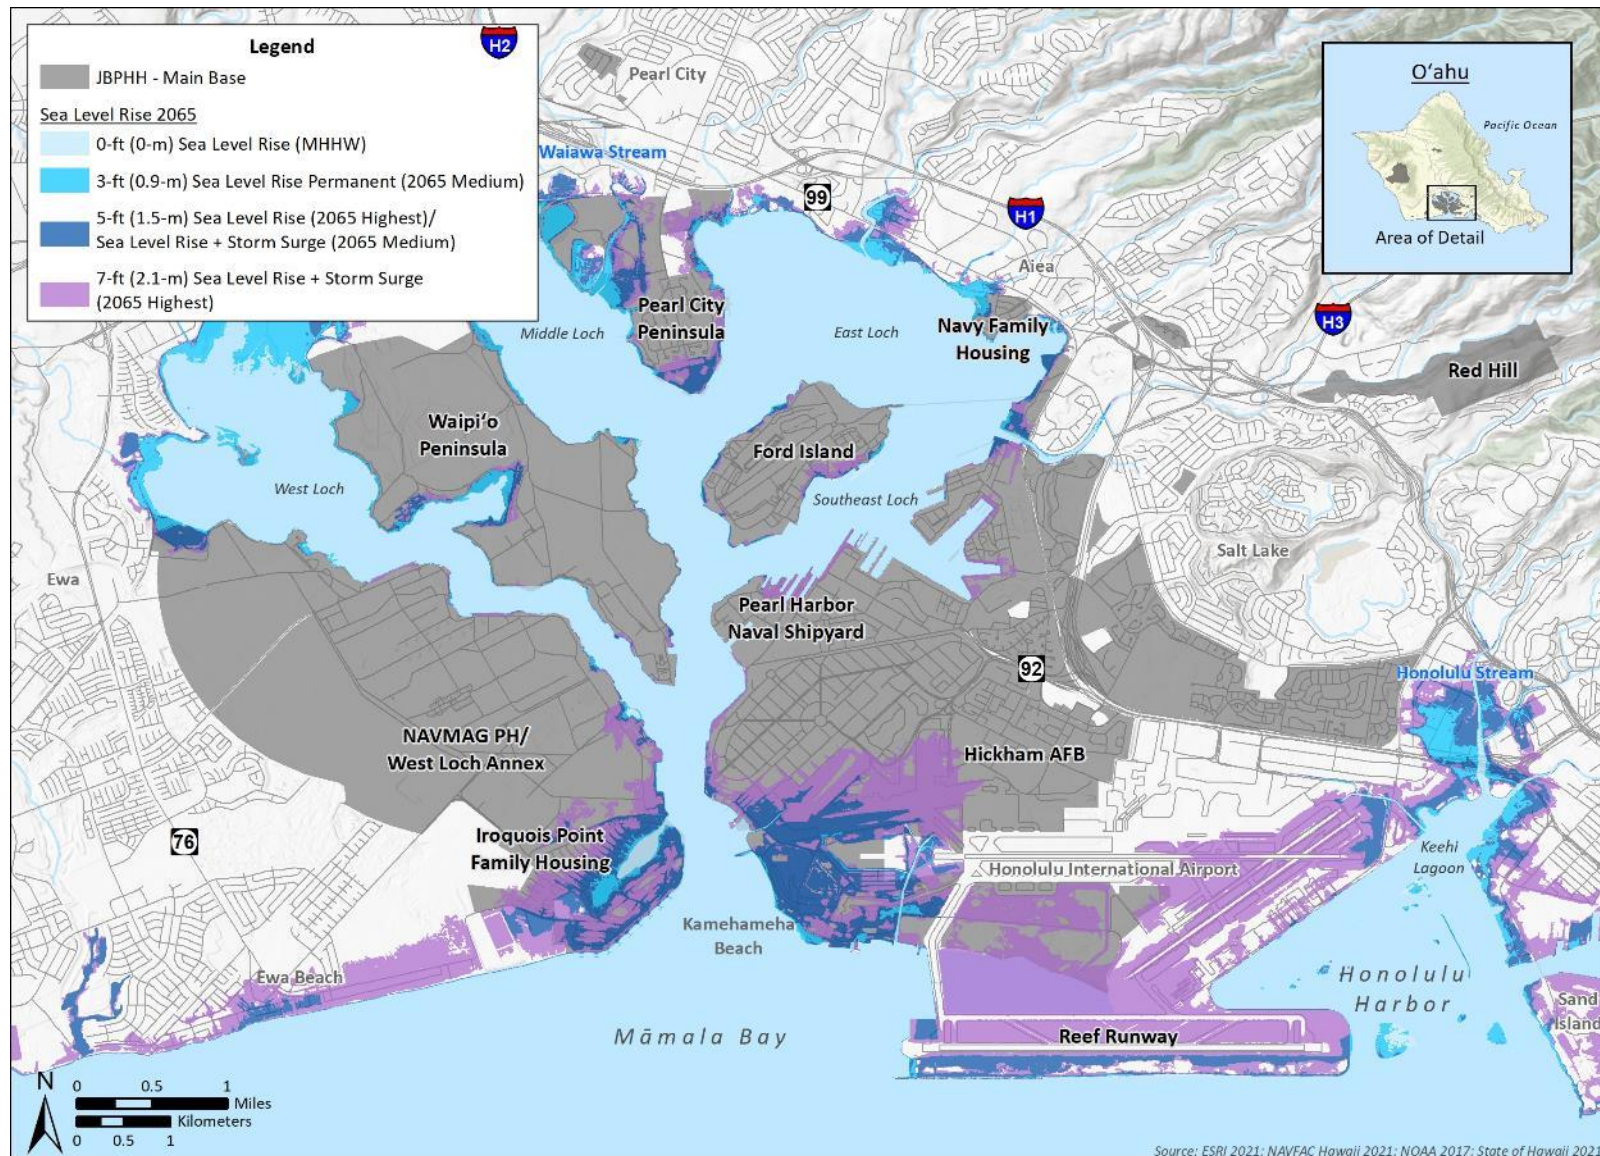 Legend
JBPHH - Main Base
Sea Level Rise 2065
0-ft (0-m) Sea Level Rise (MHHW)
3-ft (0.9-m) Sea Level Rise Permanent (2065 Medium)
5-ft (1.5-m) Sea Level Rise (2065 Highest)/
Sea Level Rise + Storm Surge (2065 Medium)
7-ft (2.1-m) Sea Level Rise + Storm Surge
(2065 Highest)
H2
Pearl City
Oʻahu
Pacific Ocean
Area of Detail
Waiawa Stream
99
H1
Aiea
H3
Pearl City
Peninsula
Middle Loch
East Loch
Navy Family
Housing
Red Hill
Waipiʻo
Peninsula
Ford Island
West Loch
Southeast Loch
Salt Lake
Ewa
Pearl Harbor
Naval Shipyard
92
Honolulu Stream
NAVMAG PH/
West Loch Annex
Hickham AFB
76
Iroquois Point
Family Housing
Honolulu International Airport
Keehi
Lagoon
Kamehameha
Beach
Ewa Beach
Honolulu
Harbor
Sand
Island
Māmala Bay
Reef Runway
N
0 0.5 1
Miles
Kilometers
0 0.5 1
Source: ESRI 2021; NAVFAC Hawaii 2021; NOAA 2017; State of Hawaii 2021